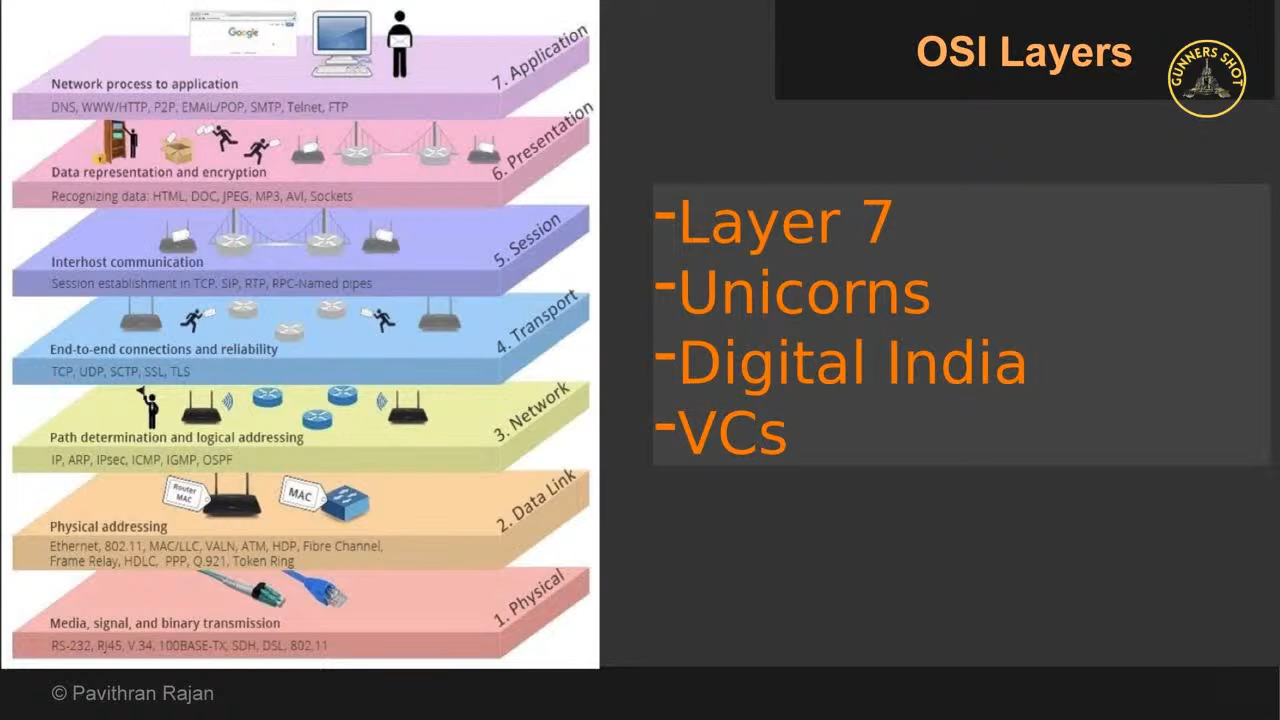 Google
7. Application
Network process to application
DNS, WWW/HTTP, P2P, EMAIL/POP, SMTP, Telnet, FTP
6. Presentation
Data representation and encryption
Recognizing data: HTML, DOC, JPEG, MP3, AVI, Sockets
5. Session
Interhost communication
Session establishment in TCP, SIP, RTP, RPC-Named pipes
4. Transport
End-to-end connections and reliability
TCP, UDP, SCTP, SSL, TLS
3. Network
Path determination and logical addressing
IP, ARP, IPsec, ICMP, IGMP, OSPF
Router
MAC
MAC
2. Data Link
Physical addressing
Ethernet, 802.11, MAC/LLC, VALN, ATM, HDP, Fibre Channel,
Frame Relay, HDLC, PPP, Q.921, Token Ring
1. Physical
Media, signal, and binary transmission
RS-232, RJ45, V.34, 100BASE-TX, SDH, DSL, 802.11
OSI Layers
GUNNERS SHOT
-Layer 7
-Unicorns
-Digital India
-VCs
© Pavithran Rajan